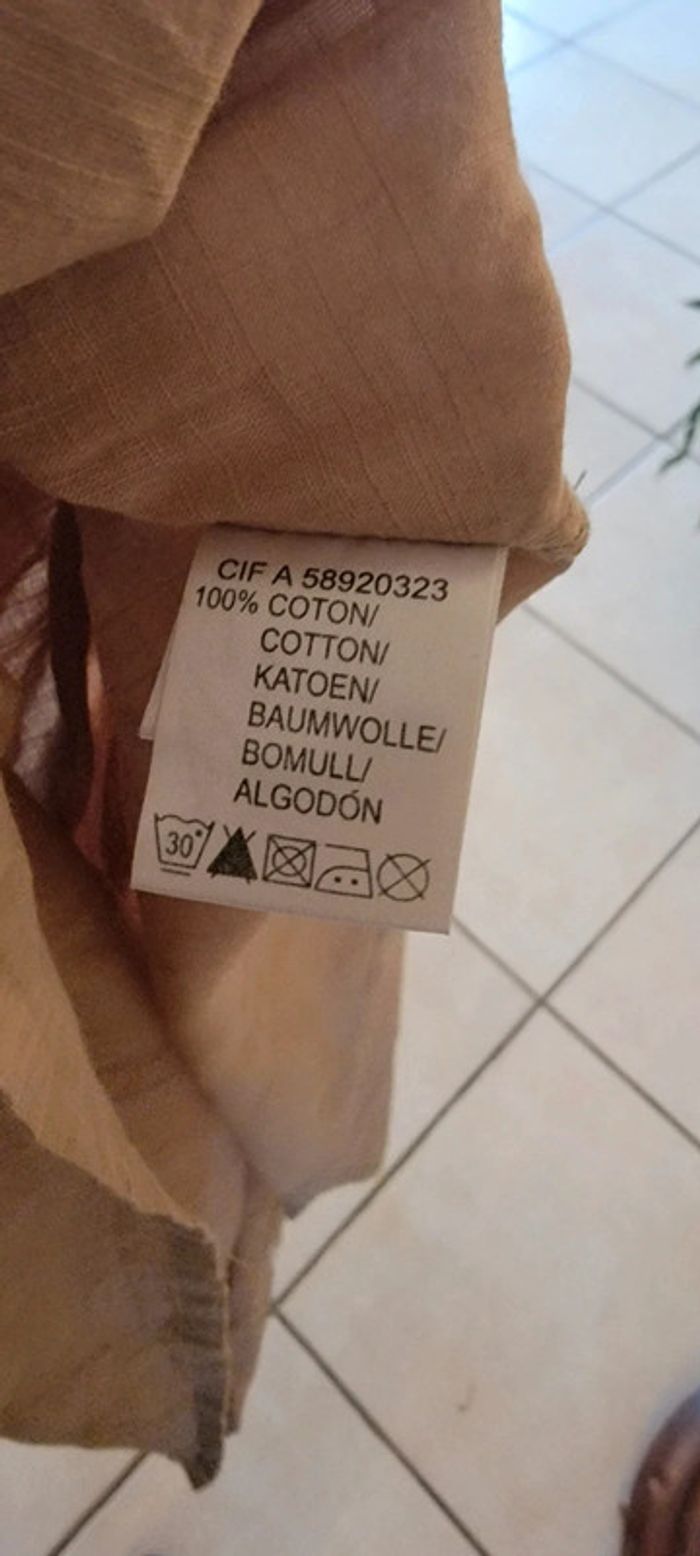 CIF A 58920323
100% COTON/
COTTON/
KATOEN/
BAUMWOLLE/
BOMULL/
ALGODÓN
30°